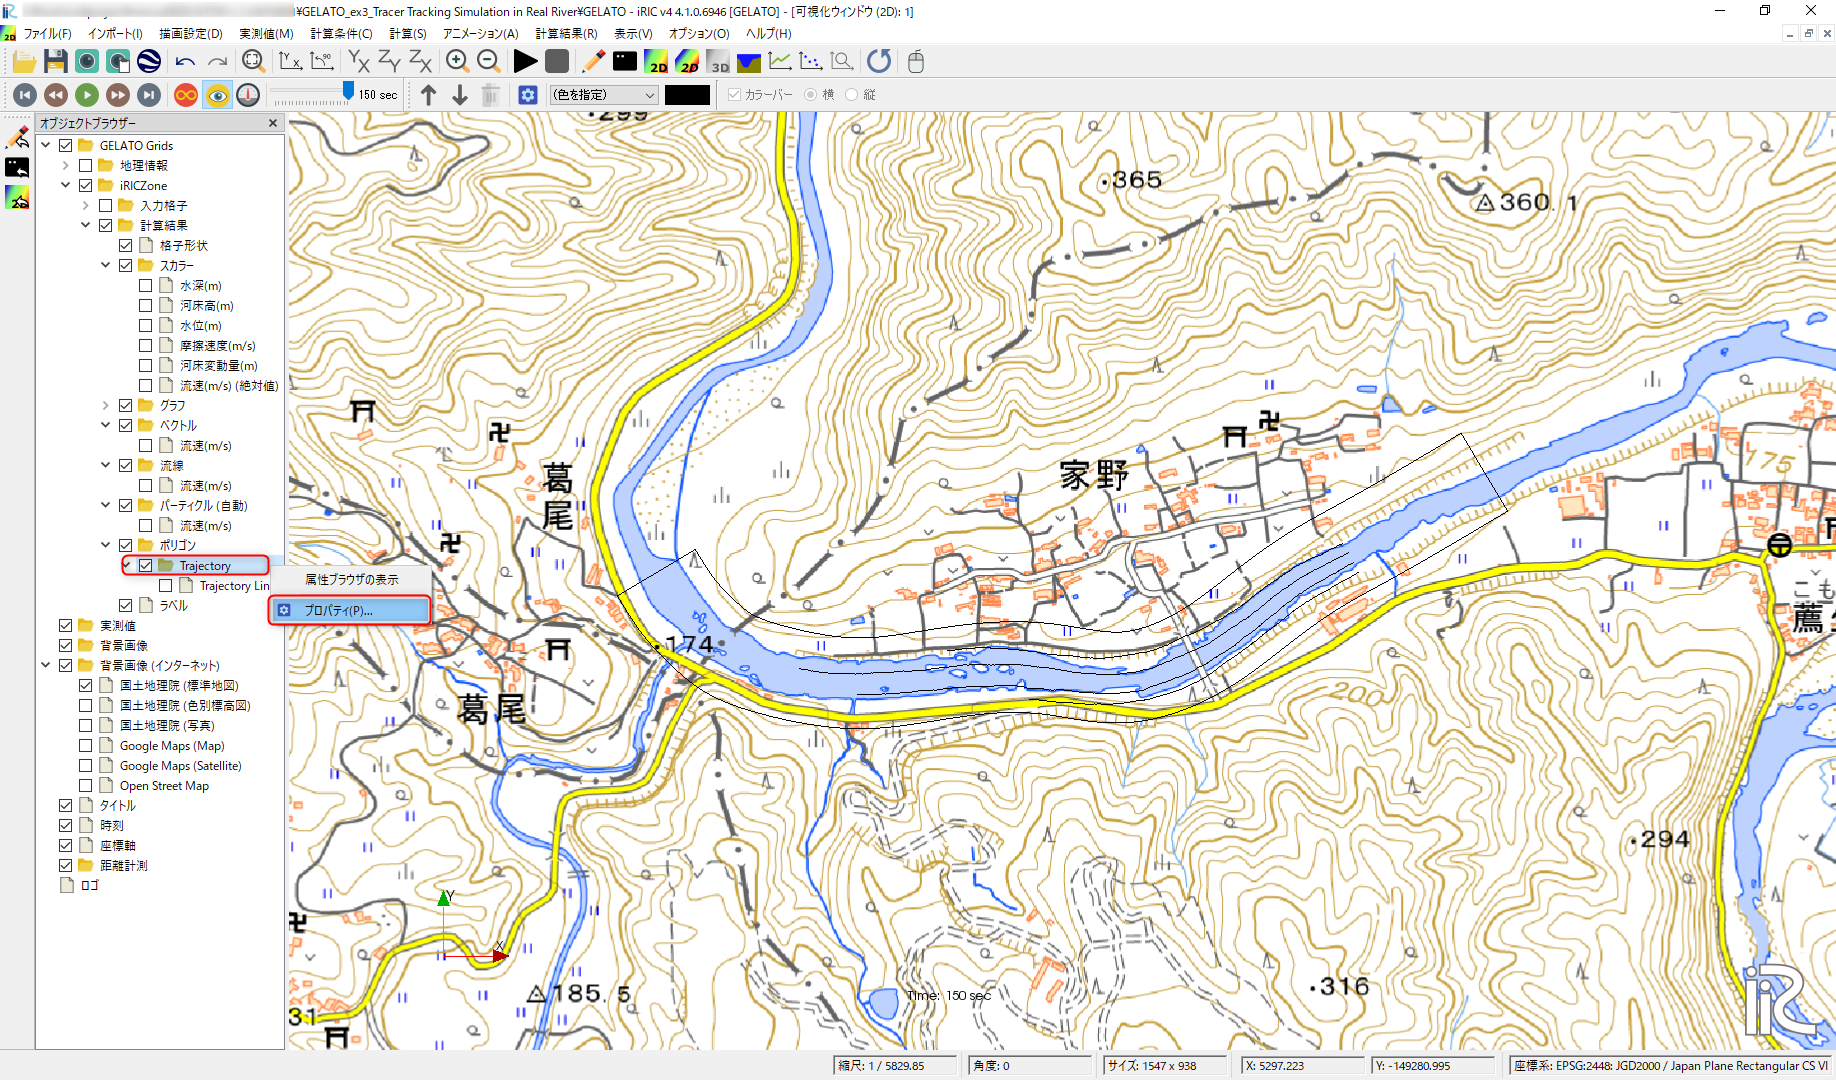 ¥GELATO_ex3_Tracer Tracking Simulation in Real River¥GELATO - iRIC v4 4.1.0.6946 [GELATO] - [可視化ウィンドウ (2D): 1]
ファイル(F) インポート(I) 描画設定(D) 実測値(M) 計算条件(C) 計算(S) アニメーション(A) 計算結果(R) 表示(V) オプション(O) ヘルプ(H)
2D 2D 3D
150 sec (色を指定) カラーバー 横 縦
オブジェクトブラウザー
GELATO Grids
地理情報
iRICZone
入力格子
計算結果
格子形状
スカラー
水深(m)
河床高(m)
水位(m)
摩擦速度(m/s)
河床変動量(m)
流速(m/s) (絶対値)
グラフ
ベクトル
流速(m/s)
流線
流速(m/s)
パーティクル (自動)
流速(m/s)
ポリゴン
Trajectory
属性ブラウザの表示
Trajectory Lin
プロパティ(P)...
ラベル
実測値
背景画像
背景画像 (インターネット)
国土地理院 (標準地図)
国土地理院 (色別標高図)
国土地理院 (写真)
Google Maps (Map)
Google Maps (Satellite)
Open Street Map
タイトル
時刻
座標軸
距離計測
ロゴ
299
365
360.1
家野
葛尾
175
174
こも
葛尾
200
294
Y
X
185.5
Time: 150 sec
316
31
iRIC
縮尺: 1 / 5829.85 角度: 0 サイズ: 1547 x 938 X: 5297.223 Y: -149280.995 座標系: EPSG:2448: JGD2000 / Japan Plane Rectangular CS VI